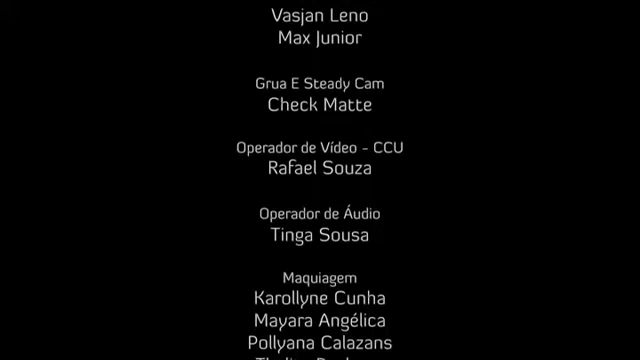 Vasjan Leno
Max Junior
Grua E Steady Cam
Check Matte
Operador de Vídeo - CCU
Rafael Souza
Operador de Áudio
Tinga Sousa
Maquiagem
Karollyne Cunha
Mayara Angélica
Pollyana Calazans